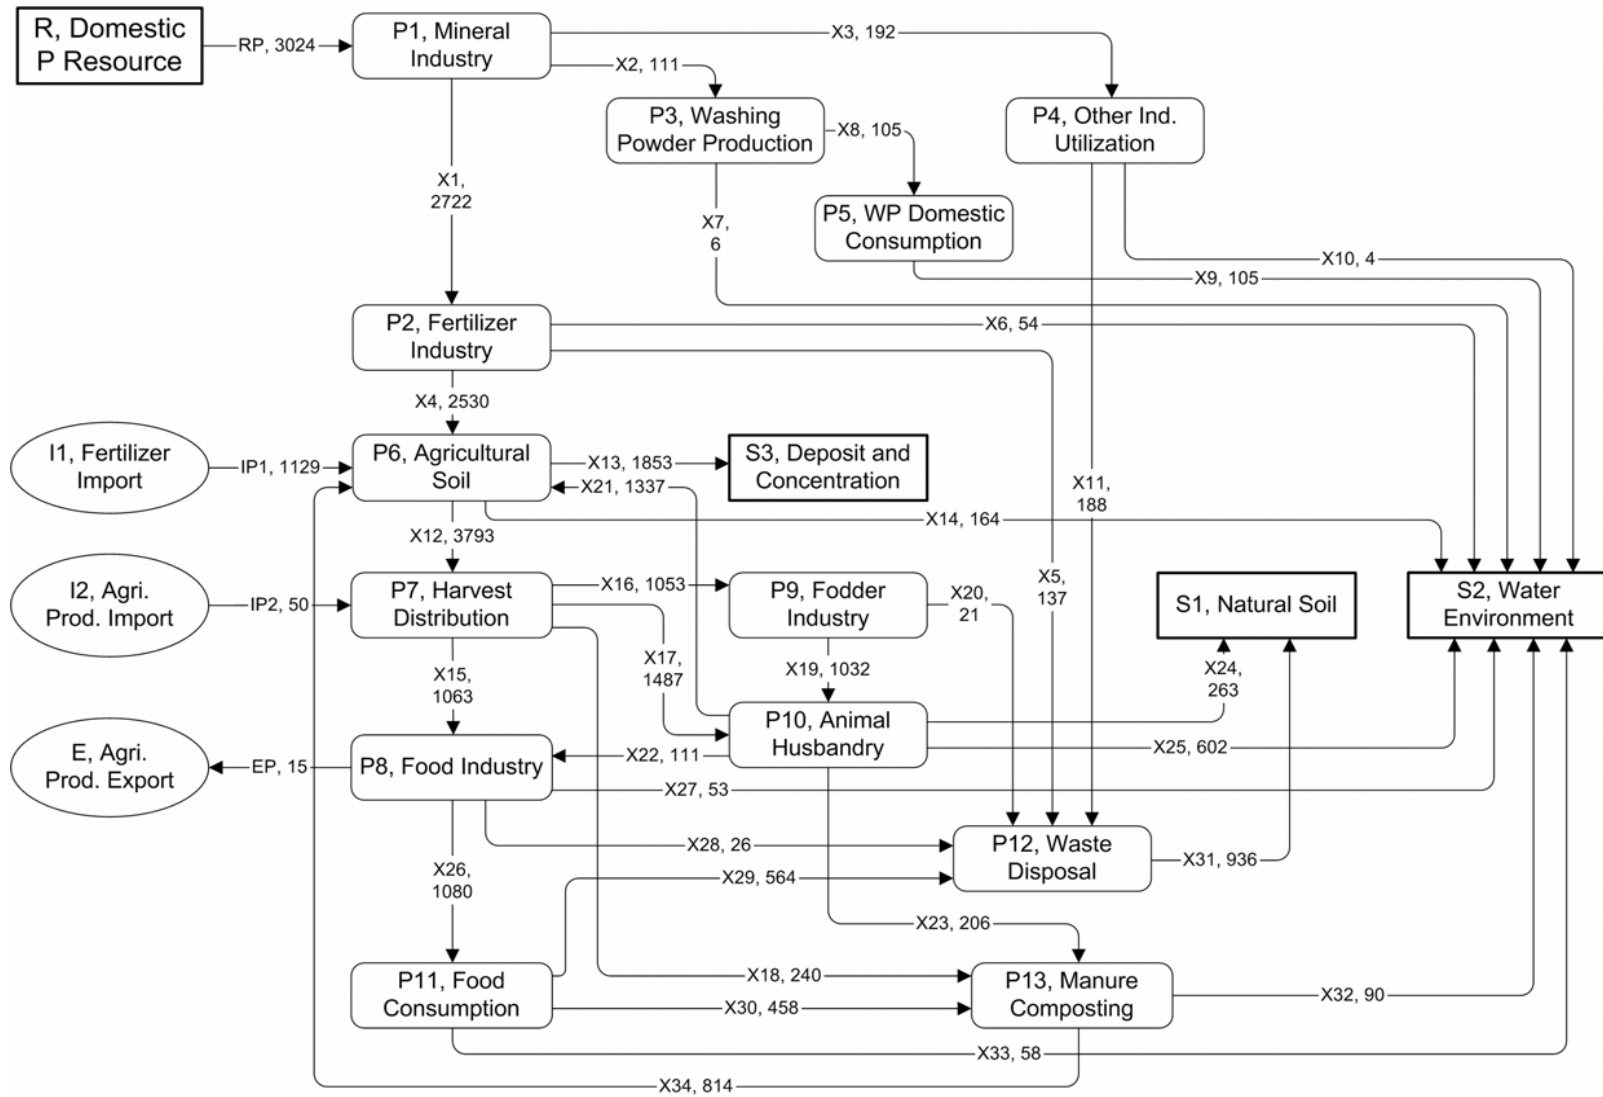 R, Domestic
P Resource
RP, 3024
P1, Mineral
Industry
X3, 192
X2, 111
P3, Washing
Powder Production
X8, 105
P4, Other Ind.
Utilization
X1,
2722
X7,
6
P5, WP Domestic
Consumption
X10, 4
X9, 105
P2, Fertilizer
Industry
X6, 54
X4, 2530
I1, Fertilizer
Import
IP1, 1129
P6, Agricultural
Soil
X13, 1853
X21, 1337
S3, Deposit and
Concentration
X11,
188
X14, 164
X12, 3793
I2, Agri.
Prod. Import
IP2, 50
P7, Harvest
Distribution
X16, 1053
P9, Fodder
Industry
X20,
21
X5,
137
S1, Natural Soil
S2, Water
Environment
X15,
1063
X17,
1487
X19, 1032
X24,
263
E, Agri.
Prod. Export
EP, 15
P8, Food Industry
X22, 111
P10, Animal
Husbandry
X25, 602
X27, 53
X28, 26
P12, Waste
Disposal
X31, 936
X26,
1080
X29, 564
X23, 206
P11, Food
Consumption
X18, 240
X30, 458
P13, Manure
Composting
X32, 90
X33, 58
X34, 814